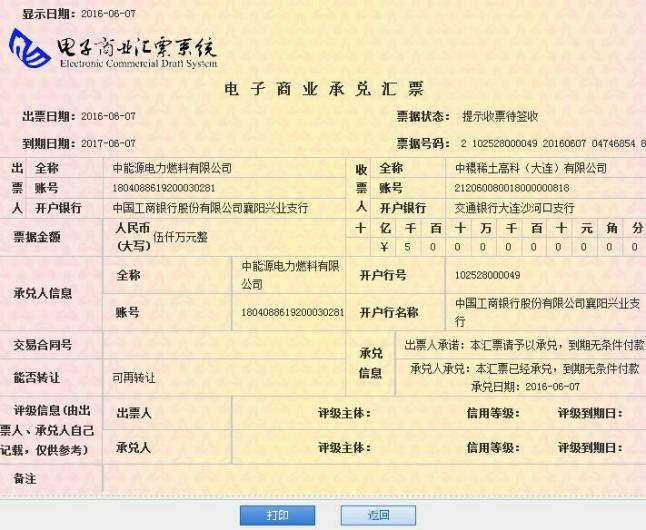 显示日期：2016-06-07
电子商业汇票系统
Electronic Commercial Draft System
电子商业承兑汇票
出票日期：2016-06-07 票据状态： 提示收票待签收
到期日期：2017-06-07 票据号码： 2 102528000049 20160607 04746854 8
出票人 全称 中能源电力燃料有限公司 收票人 全称 中稷稀土高科（大连）有限公司
账号 1804088619200030281 账号 212060080018000000818
开户银行 中国工商银行股份有限公司襄阳兴业支行 开户银行 交通银行大连沙河口支行
票据金额 人民币(大写) 伍仟万元整 十 亿 千 百 十 万 千 百 十 元 角 分
￥ 5 0 0 0 0 0 0 0 0 0
承兑人信息 全称 中能源电力燃料有限公司 开户行号 102528000049
账号 1804088619200030281 开户行名称 中国工商银行股份有限公司襄阳兴业支行
交易合同号 承兑信息 出票人承诺：本汇票请予以承兑，到期无条件付款
能否转让 可再转让 承兑人承兑：本汇票已经承兑，到期无条件付款
承兑日期：2016-06-07
评级信息(由出票人、承兑人自己记载，仅供参考) 出票人 评级主体： 信用等级： 评级到期日：
承兑人 评级主体： 信用等级： 评级到期日：
备注
打印 返回